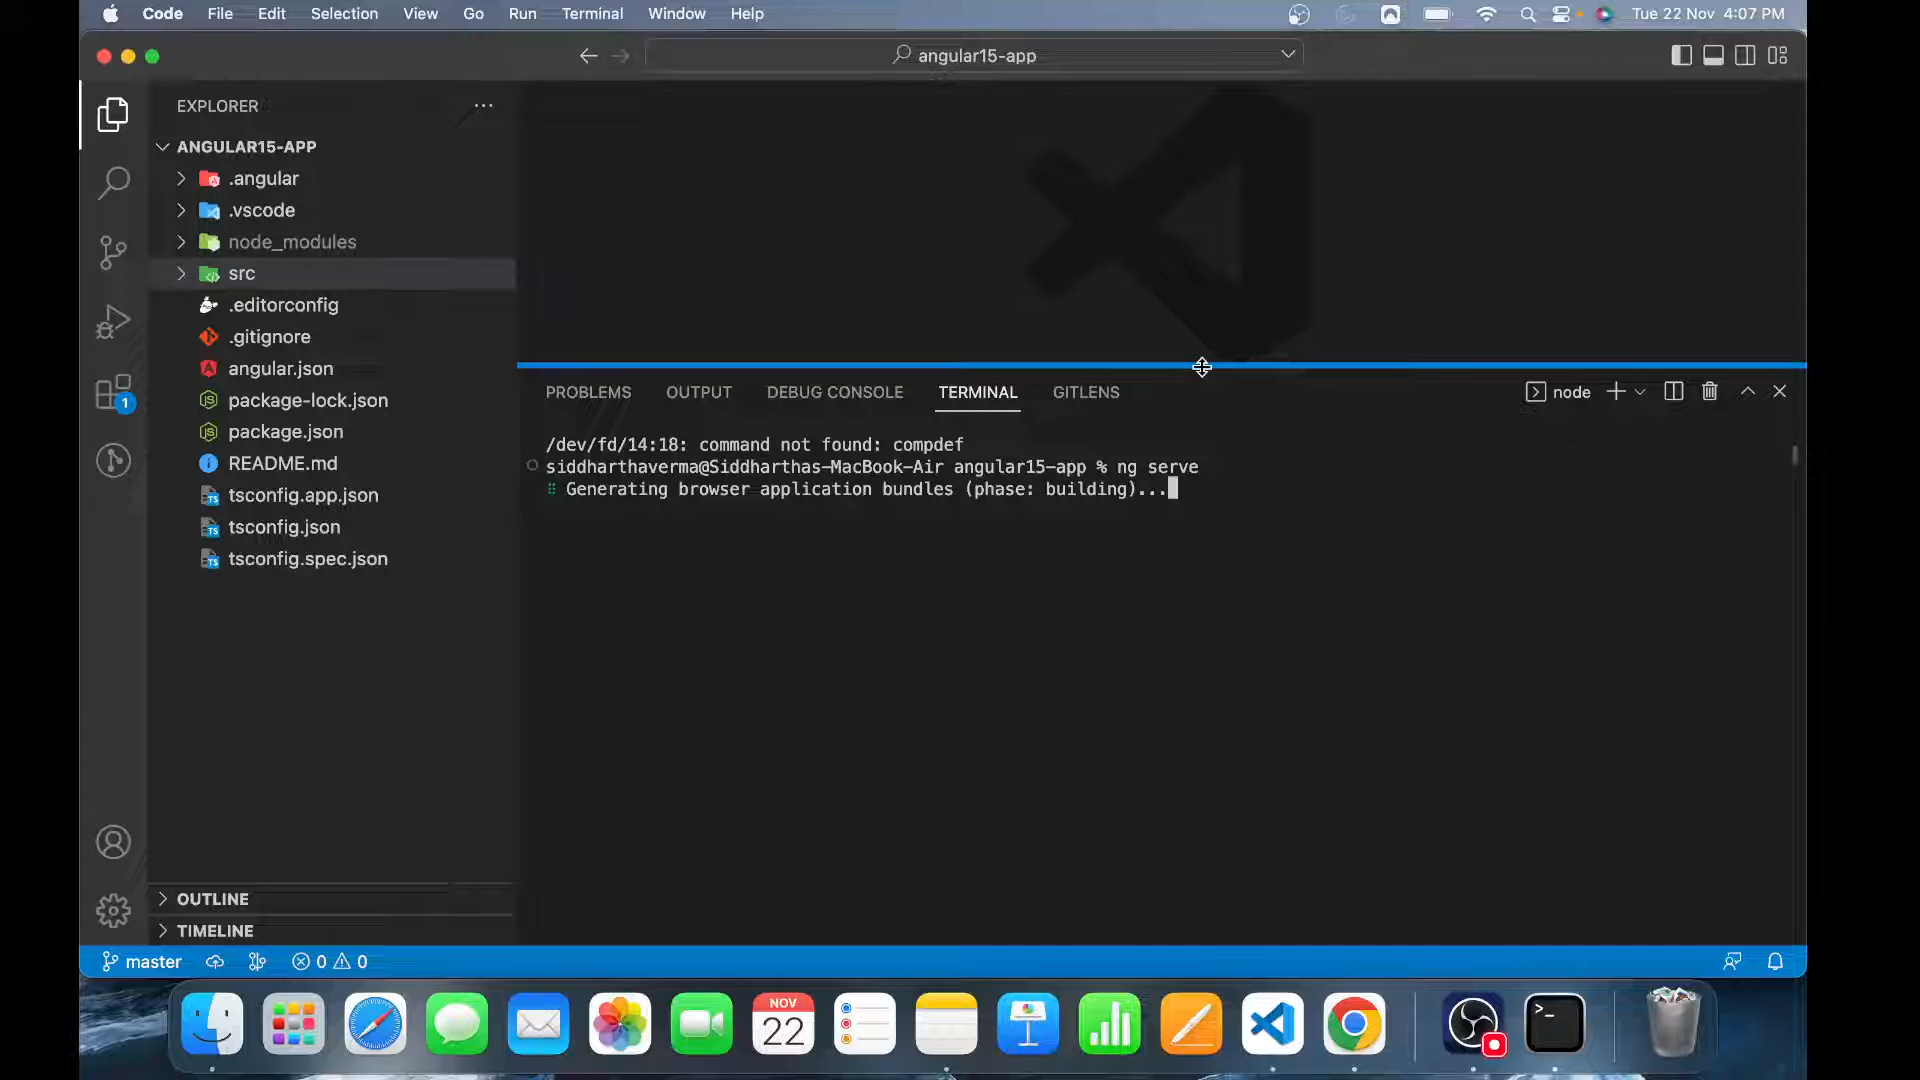 Code File Edit Selection View Go Run Terminal Window Help Tue 22 Nov 4:07 PM
angular15-app
EXPLORER
ANGULAR15-APP
.angular
.vscode
node_modules
src
.editorconfig
.gitignore
angular.json
package-lock.json
package.json
README.md
tsconfig.app.json
tsconfig.json
tsconfig.spec.json
1
PROBLEMS OUTPUT DEBUG CONSOLE TERMINAL GITLENS node
/dev/fd/14:18: command not found: compdef
siddharthaverma@Siddharthas-MacBook-Air angular15-app % ng serve
Generating browser application bundles (phase: building)...
OUTLINE
TIMELINE
master 0 0
NOV
22